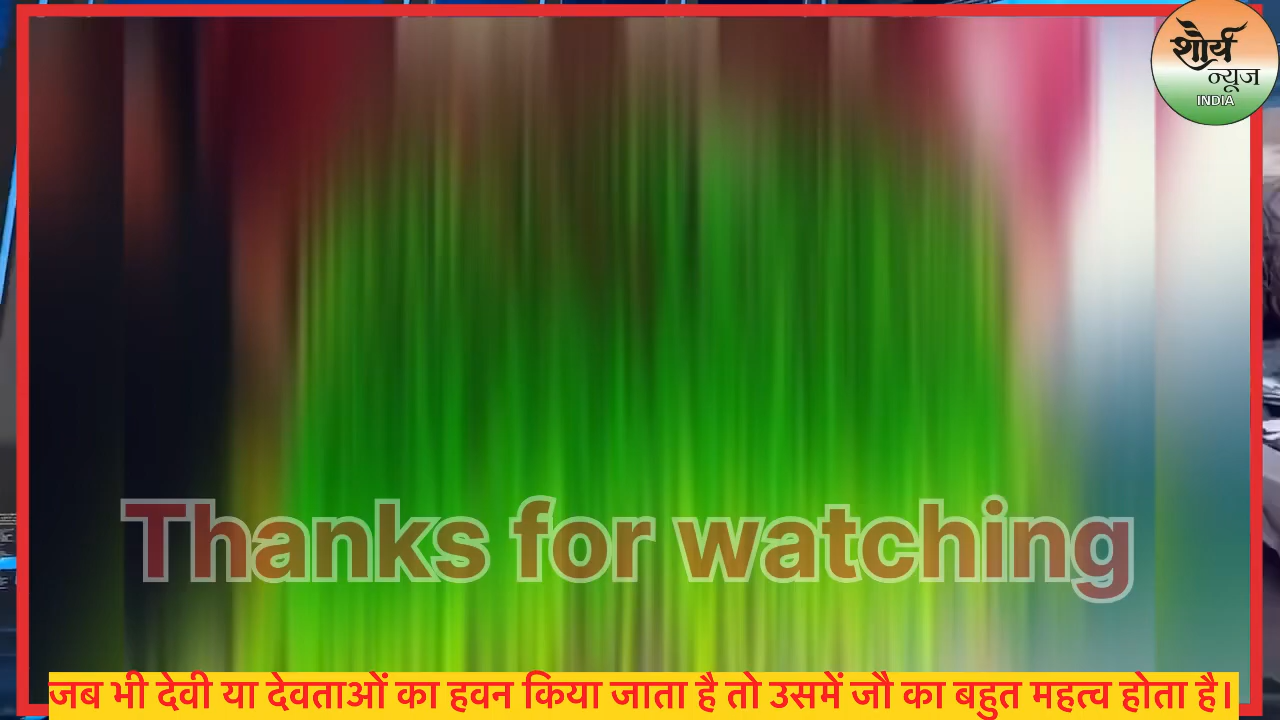 शौर्य
न्यूज
INDIA
Thanks for watching
जब भी देवी या देवताओं का हवन किया जाता है तो उसमें जौ का बहुत महत्व होता है।